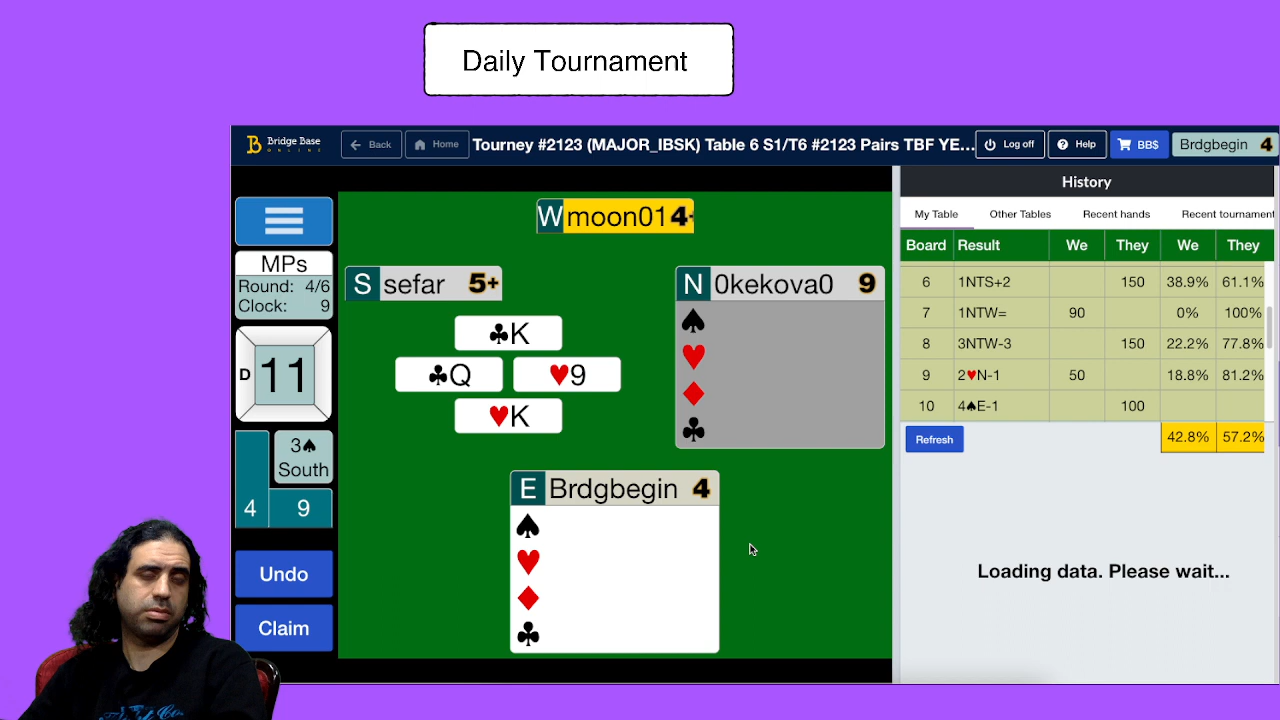 Daily Tournament
Bridge Base
ONLINE
Back
Home
Tourney #2123 (MAJOR_IBSK) Table 6 S1/T6 #2123 Pairs TBF YE...
Log off
Help
BB$
Brdgbegin 4
MPs
Round: 4/6
Clock: 9
D 11
3♠
South
4 9
Undo
Claim
W moon01 4
S sefar 5+
N 0kekova0 9
♠
♥
♦
♣
♣K
♣Q ♥9
♥K
E Brdgbegin 4
♠
♥
♦
♣
History
My Table Other Tables Recent hands Recent tournament
Board Result We They We They
6 1NTS+2 150 38.9% 61.1%
7 1NTW= 90 0% 100%
8 3NTW-3 150 22.2% 77.8%
9 2♥N-1 50 18.8% 81.2%
10 4♠E-1 100
Refresh 42.8% 57.2%
Loading data. Please wait...